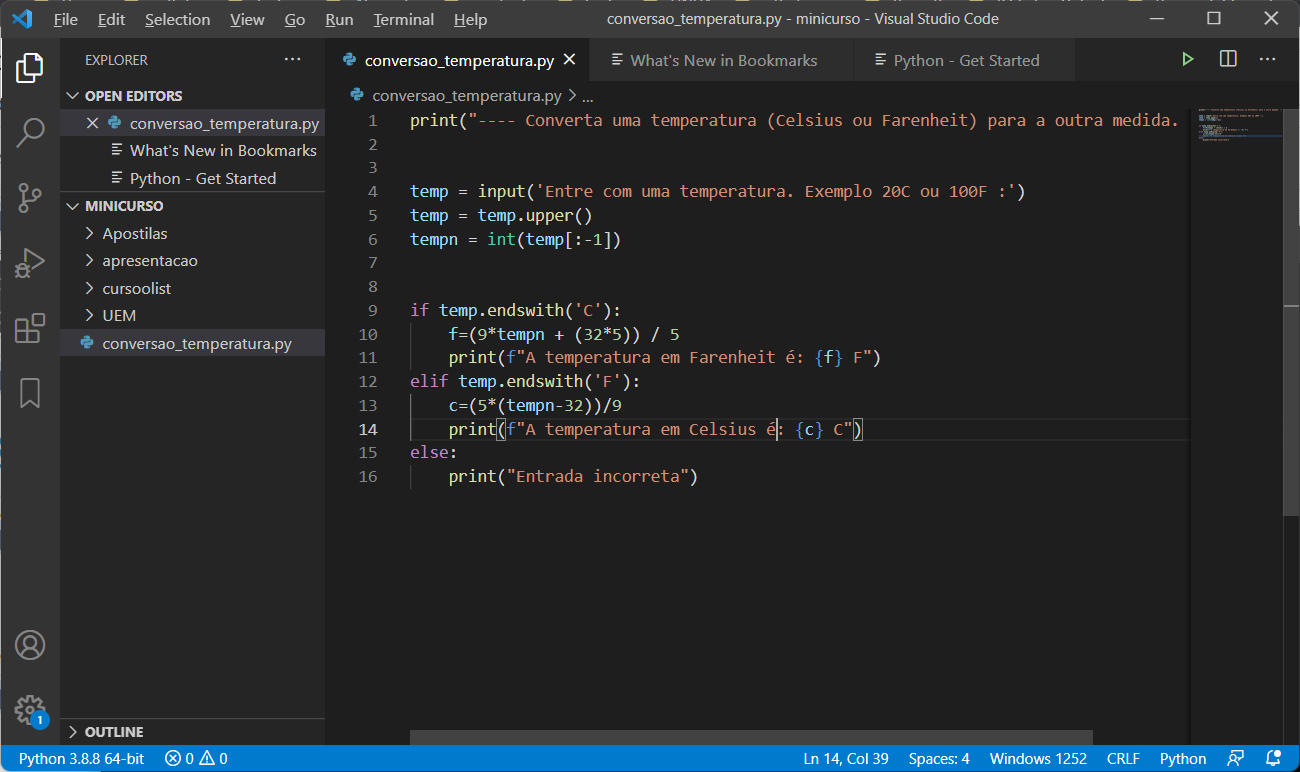 File Edit Selection View Go Run Terminal Help conversao_temperatura.py - minicurso - Visual Studio Code
EXPLORER
OPEN EDITORS
conversao_temperatura.py
What's New in Bookmarks
Python - Get Started
MINICURSO
Apostilas
apresentacao
cursoolist
UEM
conversao_temperatura.py
OUTLINE
conversao_temperatura.py What's New in Bookmarks Python - Get Started
conversao_temperatura.py > ...
1 print("---- Converta uma temperatura (Celsius ou Farenheit) para a outra medida.
2
3
4 temp = input('Entre com uma temperatura. Exemplo 20C ou 100F :')
5 temp = temp.upper()
6 tempn = int(temp[:-1])
7
8
9 if temp.endswith('C'):
10     f=(9*tempn + (32*5)) / 5
11     print(f"A temperatura em Farenheit é: {f} F")
12 elif temp.endswith('F'):
13     c=(5*(tempn-32))/9
14     print(f"A temperatura em Celsius é: {c} C")
15 else:
16     print("Entrada incorreta")
1
Python 3.8.8 64-bit 0 0 Ln 14, Col 39 Spaces: 4 Windows 1252 CRLF Python